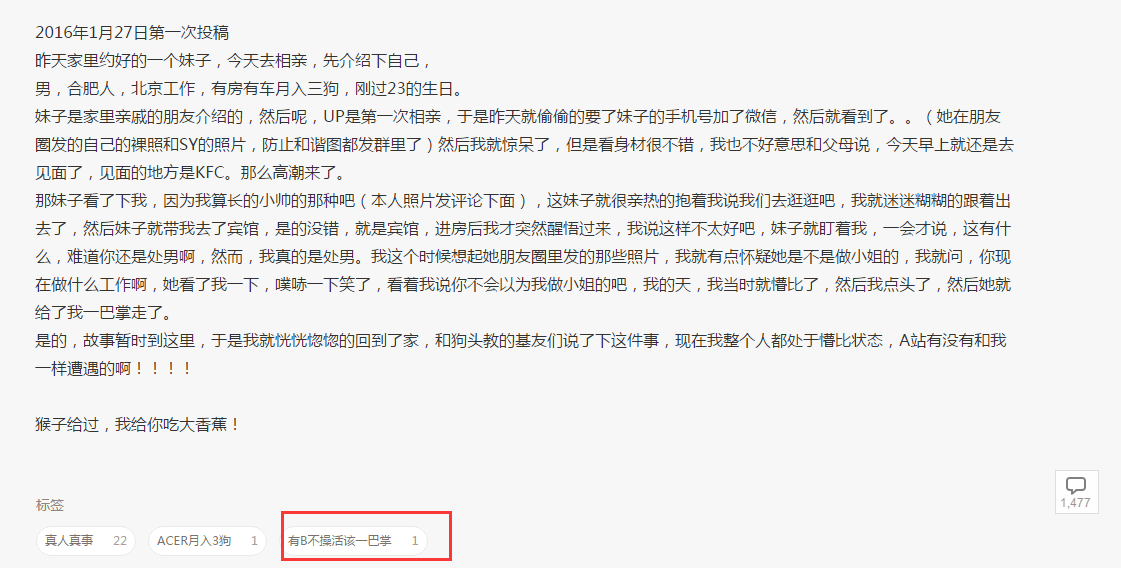 2016年1月27日第一次投稿
昨天家里约好的一个妹子，今天去相亲，先介绍下自己，
男，合肥人，北京工作，有房有车月入三狗，刚过23的生日。
妹子是家里亲戚的朋友介绍的，然后呢，UP是第一次相亲，于是昨天就偷偷的要了妹子的手机号加了微信，然后就看到了。。（她在朋友
圈发的自己的裸照和SY的照片，防止和谐图都发群里了）然后我就惊呆了，但是看身材很不错，我也不好意思和父母说，今天早上就还是去
见面了，见面的地方是KFC。那么高潮来了。
那妹子看了下我，因为我算长的小帅的那种吧（本人照片发评论下面），这妹子就很亲热的抱着我说我们去逛逛吧，我就迷迷糊糊的跟着出
去了，然后妹子就带我去了宾馆，是的没错，就是宾馆，进房后我才突然醒悟过来，我说这样不太好吧，妹子就盯着我，一会才说，这有什
么，难道你还是处男啊，然而，我真的是处男。我这个时候想起她朋友圈里发的那些照片，我就有点怀疑她是不是做小姐的，我就问，你现
在做什么工作啊，她看了我一下，噗哧一下笑了，看着我说你不会以为我做小姐的吧，我的天，我当时就懵比了，然后我点头了，然后她就
给了我一巴掌走了。
是的，故事暂时到这里，于是我就恍恍惚惚的回到了家，和狗头教的基友们说了下这件事，现在我整个人都处于懵比状态，A站有没有和我
一样遭遇的啊！！！！
猴子给过，我给你吃大香蕉！
标签
1,477
真人真事 22 ACER月入3狗 1 有B不操活该一巴掌 1